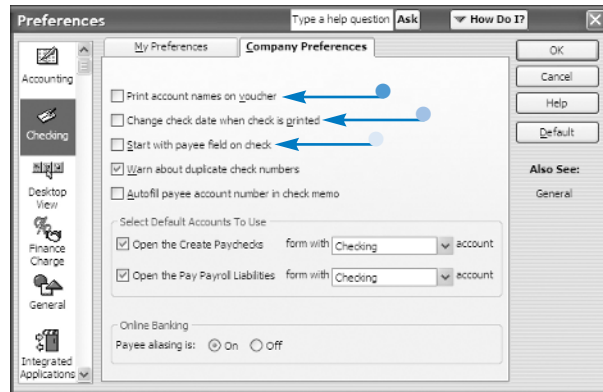 Preferences
Type a help question Ask
How Do I?
My Preferences
Company Preferences
Accounting
Checking
Desktop View
Finance Charge
General
Integrated Applications
Print account names on voucher
Change check date when check is printed
Start with payee field on check
Warn about duplicate check numbers
Autofill payee account number in check memo
Select Default Accounts To Use
Open the Create Paychecks form with Checking account
Open the Pay Payroll Liabilities form with Checking account
Online Banking
Payee aliasing is: On Off
OK
Cancel
Help
Default
Also See:
General